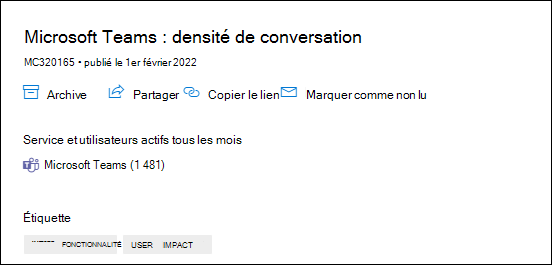 Microsoft Teams : densité de conversation
MC320165 • publié le 1er février 2022
Archive Partager Copier le lien Marquer comme non lu
Service et utilisateurs actifs tous les mois
Microsoft Teams (1 481)
Étiquette
FONCTIONNALITÉ USER IMPACT